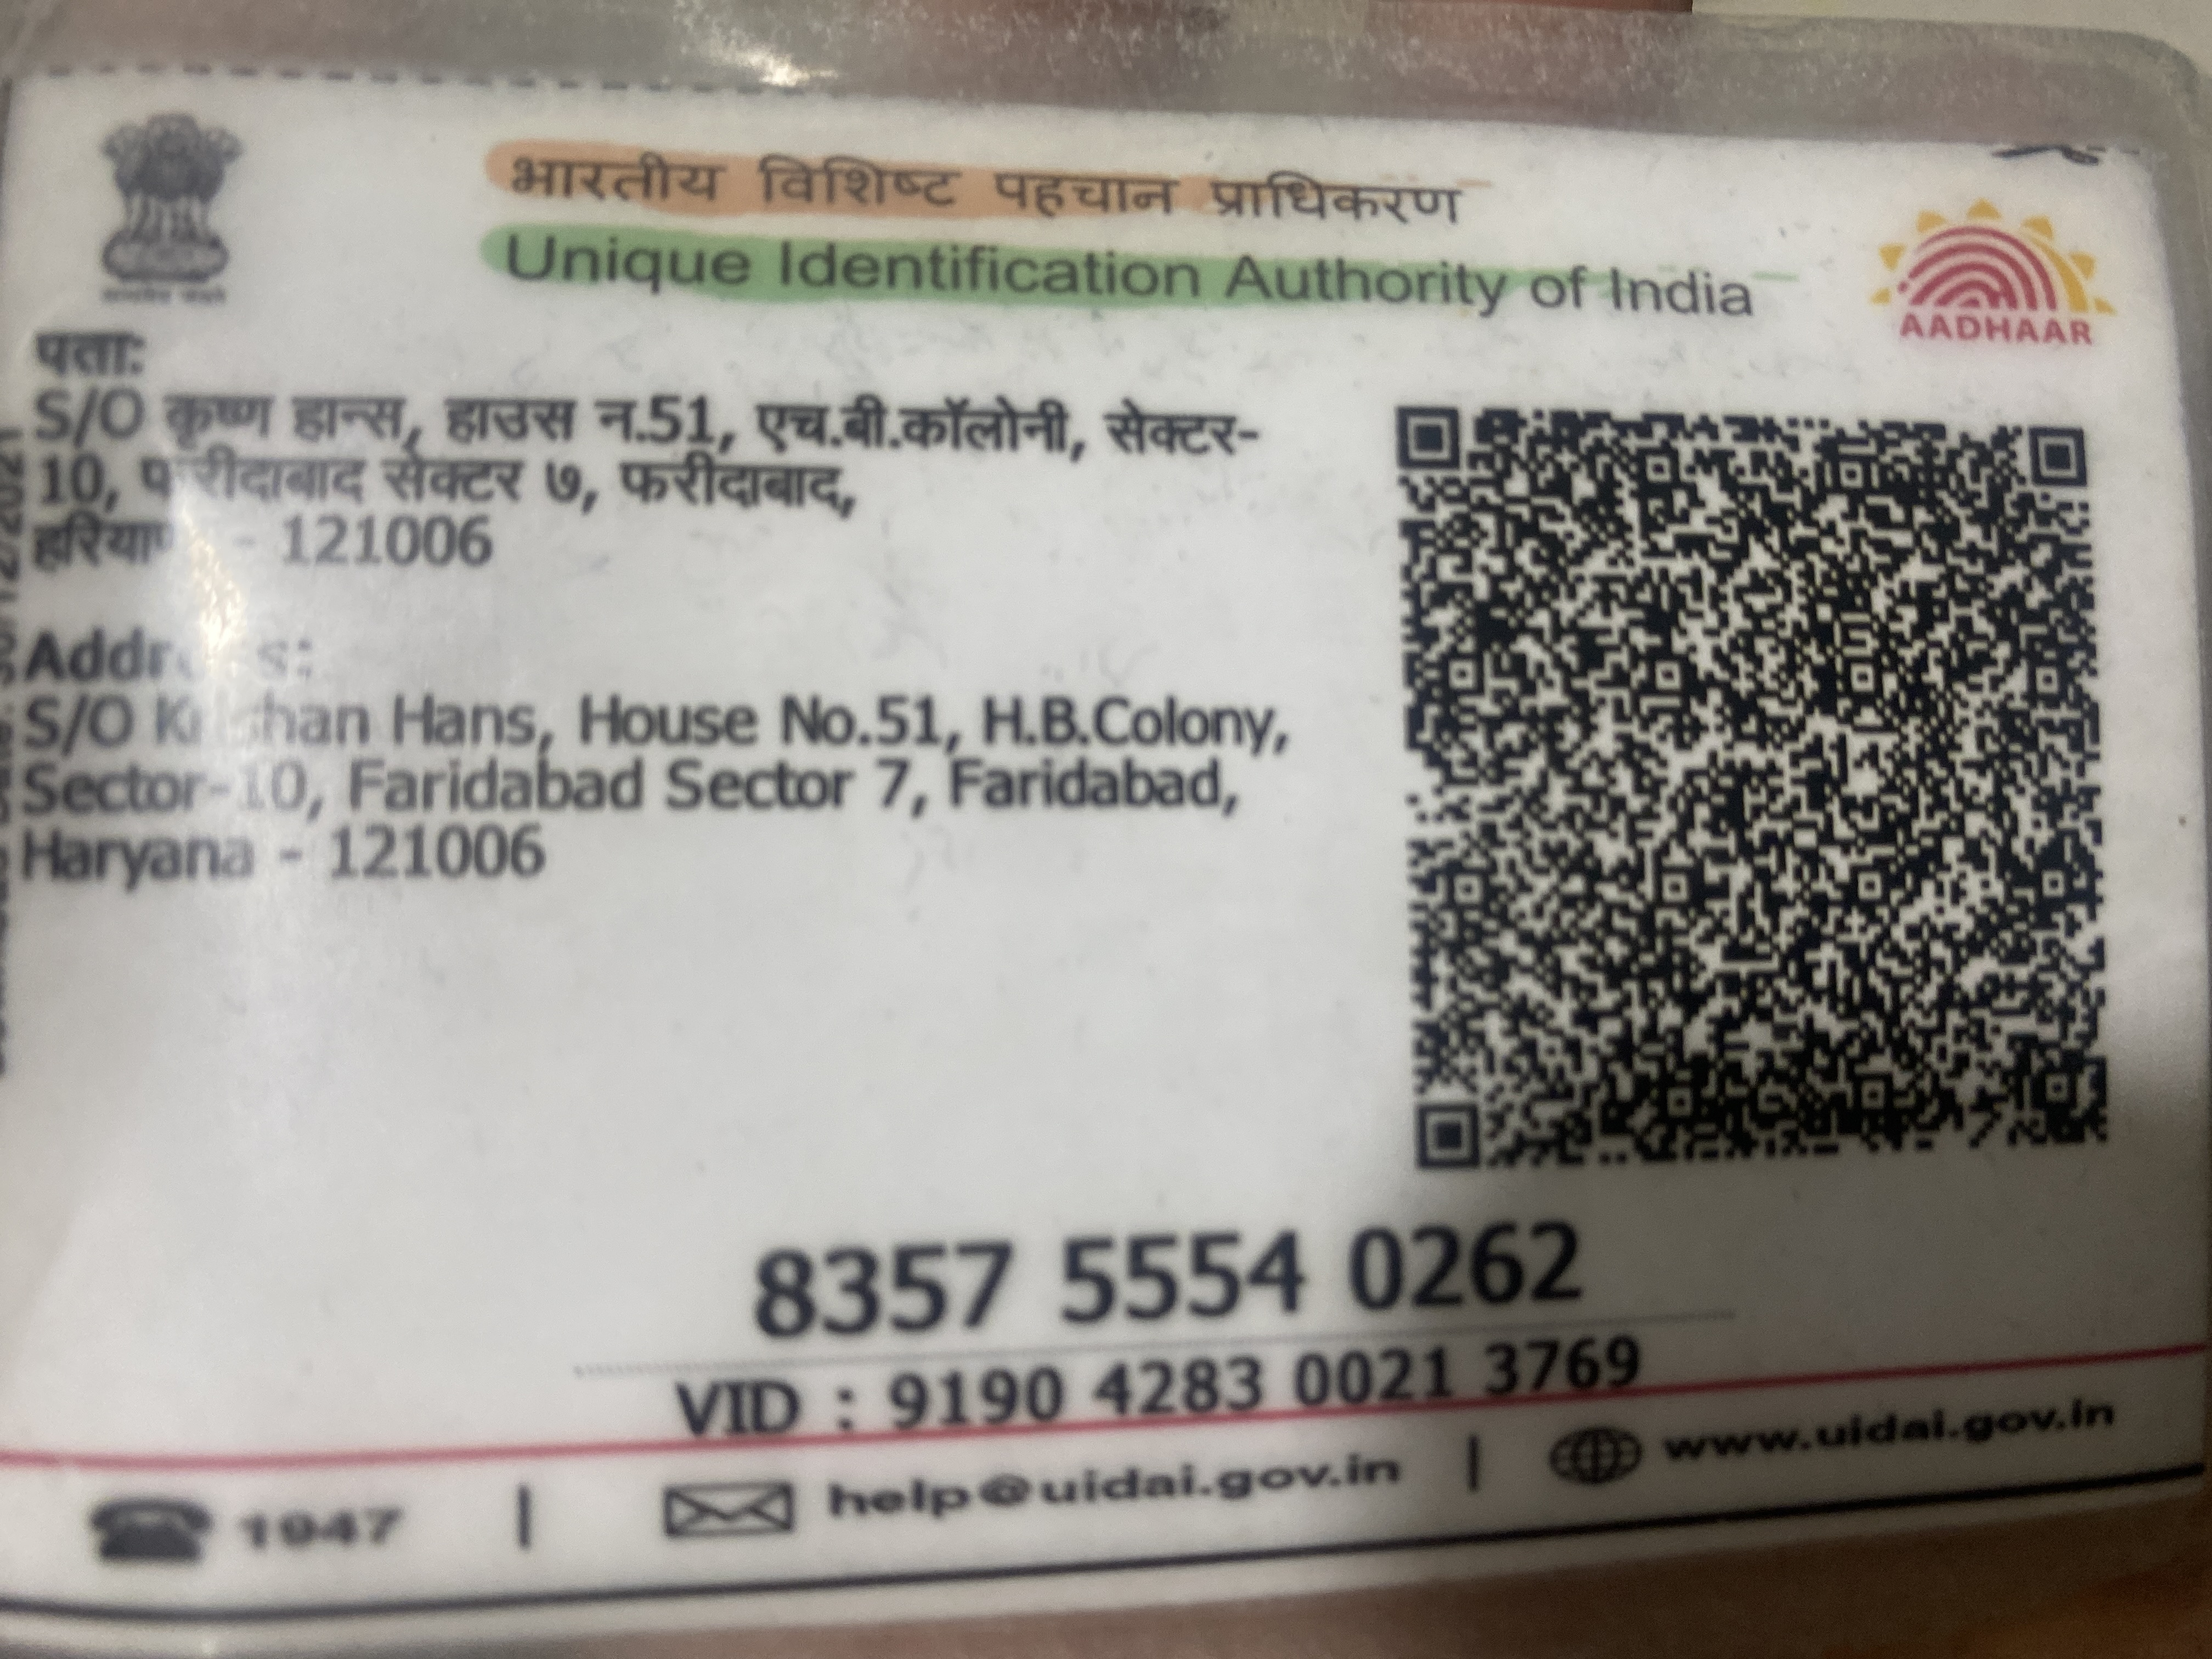 भारतीय विशिष्ट पहचान प्राधिकरण
Unique Identification Authority of India
AADHAAR
पता:
S/O कृष्ण हान्स, हाउस न.51, एच.बी.कॉलोनी, सेक्टर-
10, फरीदाबाद सेक्टर ७, फरीदाबाद,
- 121006
S/O Hans, House No.51, H.B.Colony,
Sector-10, Faridabad Sector 7, Faridabad,
Haryana - 121006
8357 5554 0262
VID : 9190 4283 0021 3769
1947 | help@uidai.gov.in | www.uidai.gov.in